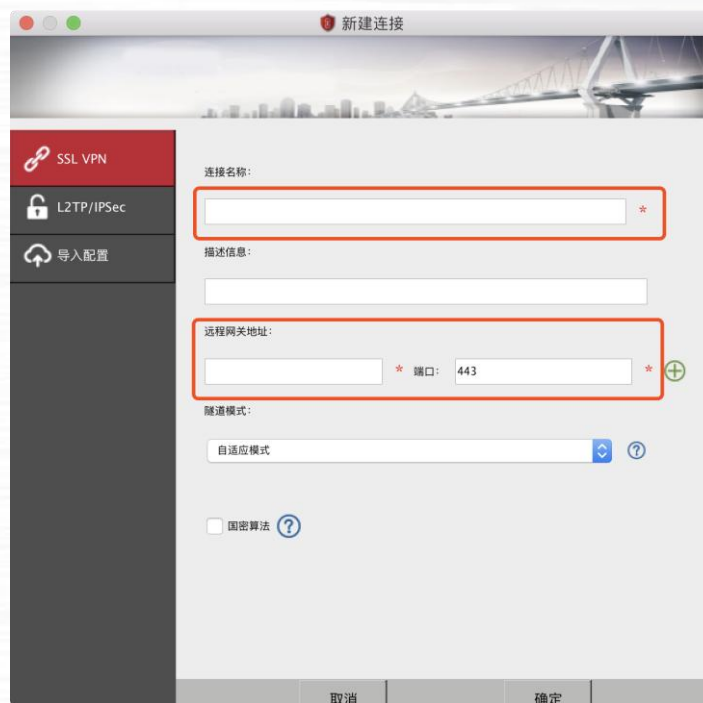 新建连接
SSL VPN
L2TP/IPSec
导入配置
连接名称:
*
描述信息:
远程网关地址:
* 端口: 443 *
隧道模式:
自适应模式
国密算法
取消 确定